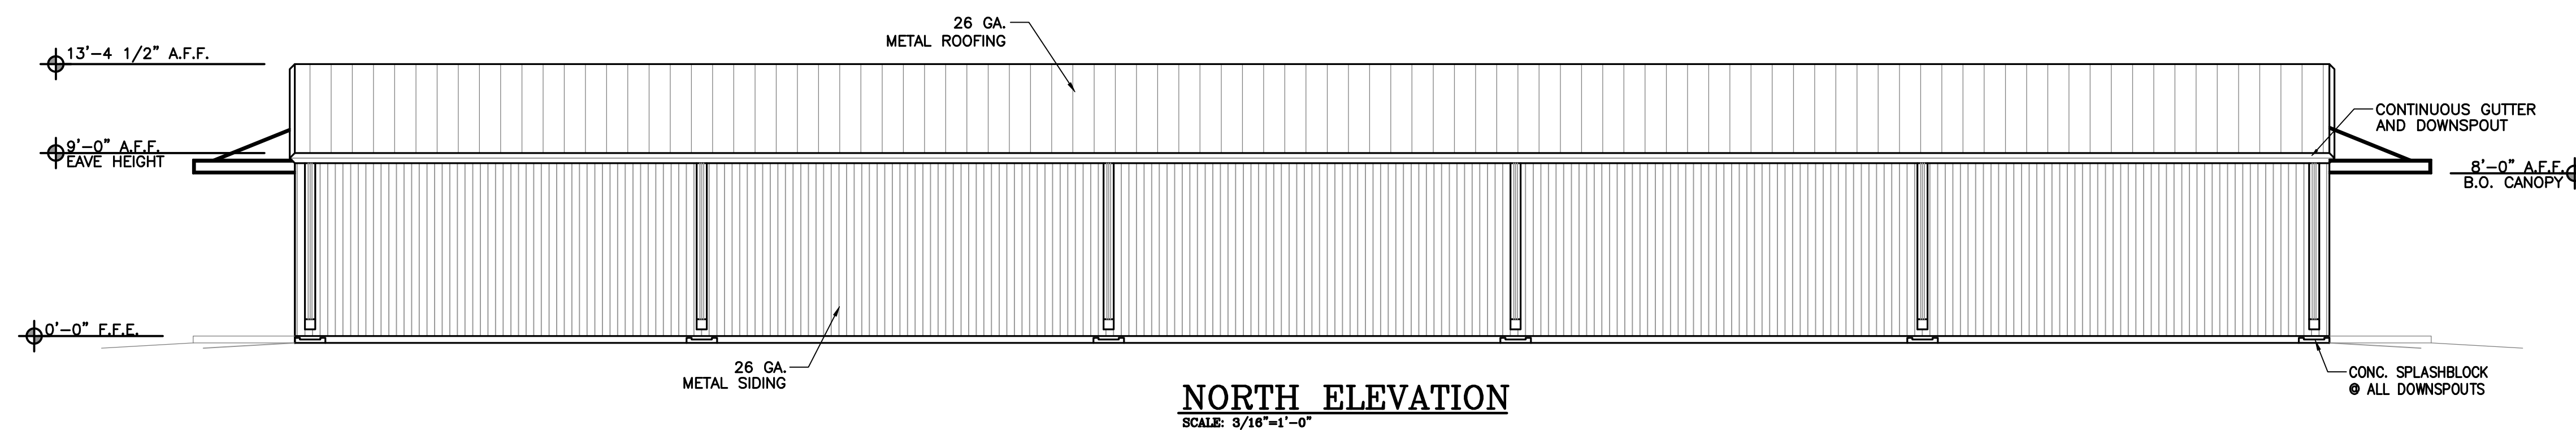 26 GA.
METAL ROOFING
13'-4 1/2" A.F.F.
9'-0" A.F.F.
EAVE HEIGHT
CONTINUOUS GUTTER
AND DOWNSPOUT
8'-0" A.F.F.
B.O. CANOPY
0'-0" F.F.E.
26 GA.
METAL SIDING
CONC. SPLASHBLOCK
@ ALL DOWNSPOUTS
NORTH ELEVATION
SCALE: 3/16"=1'-0"